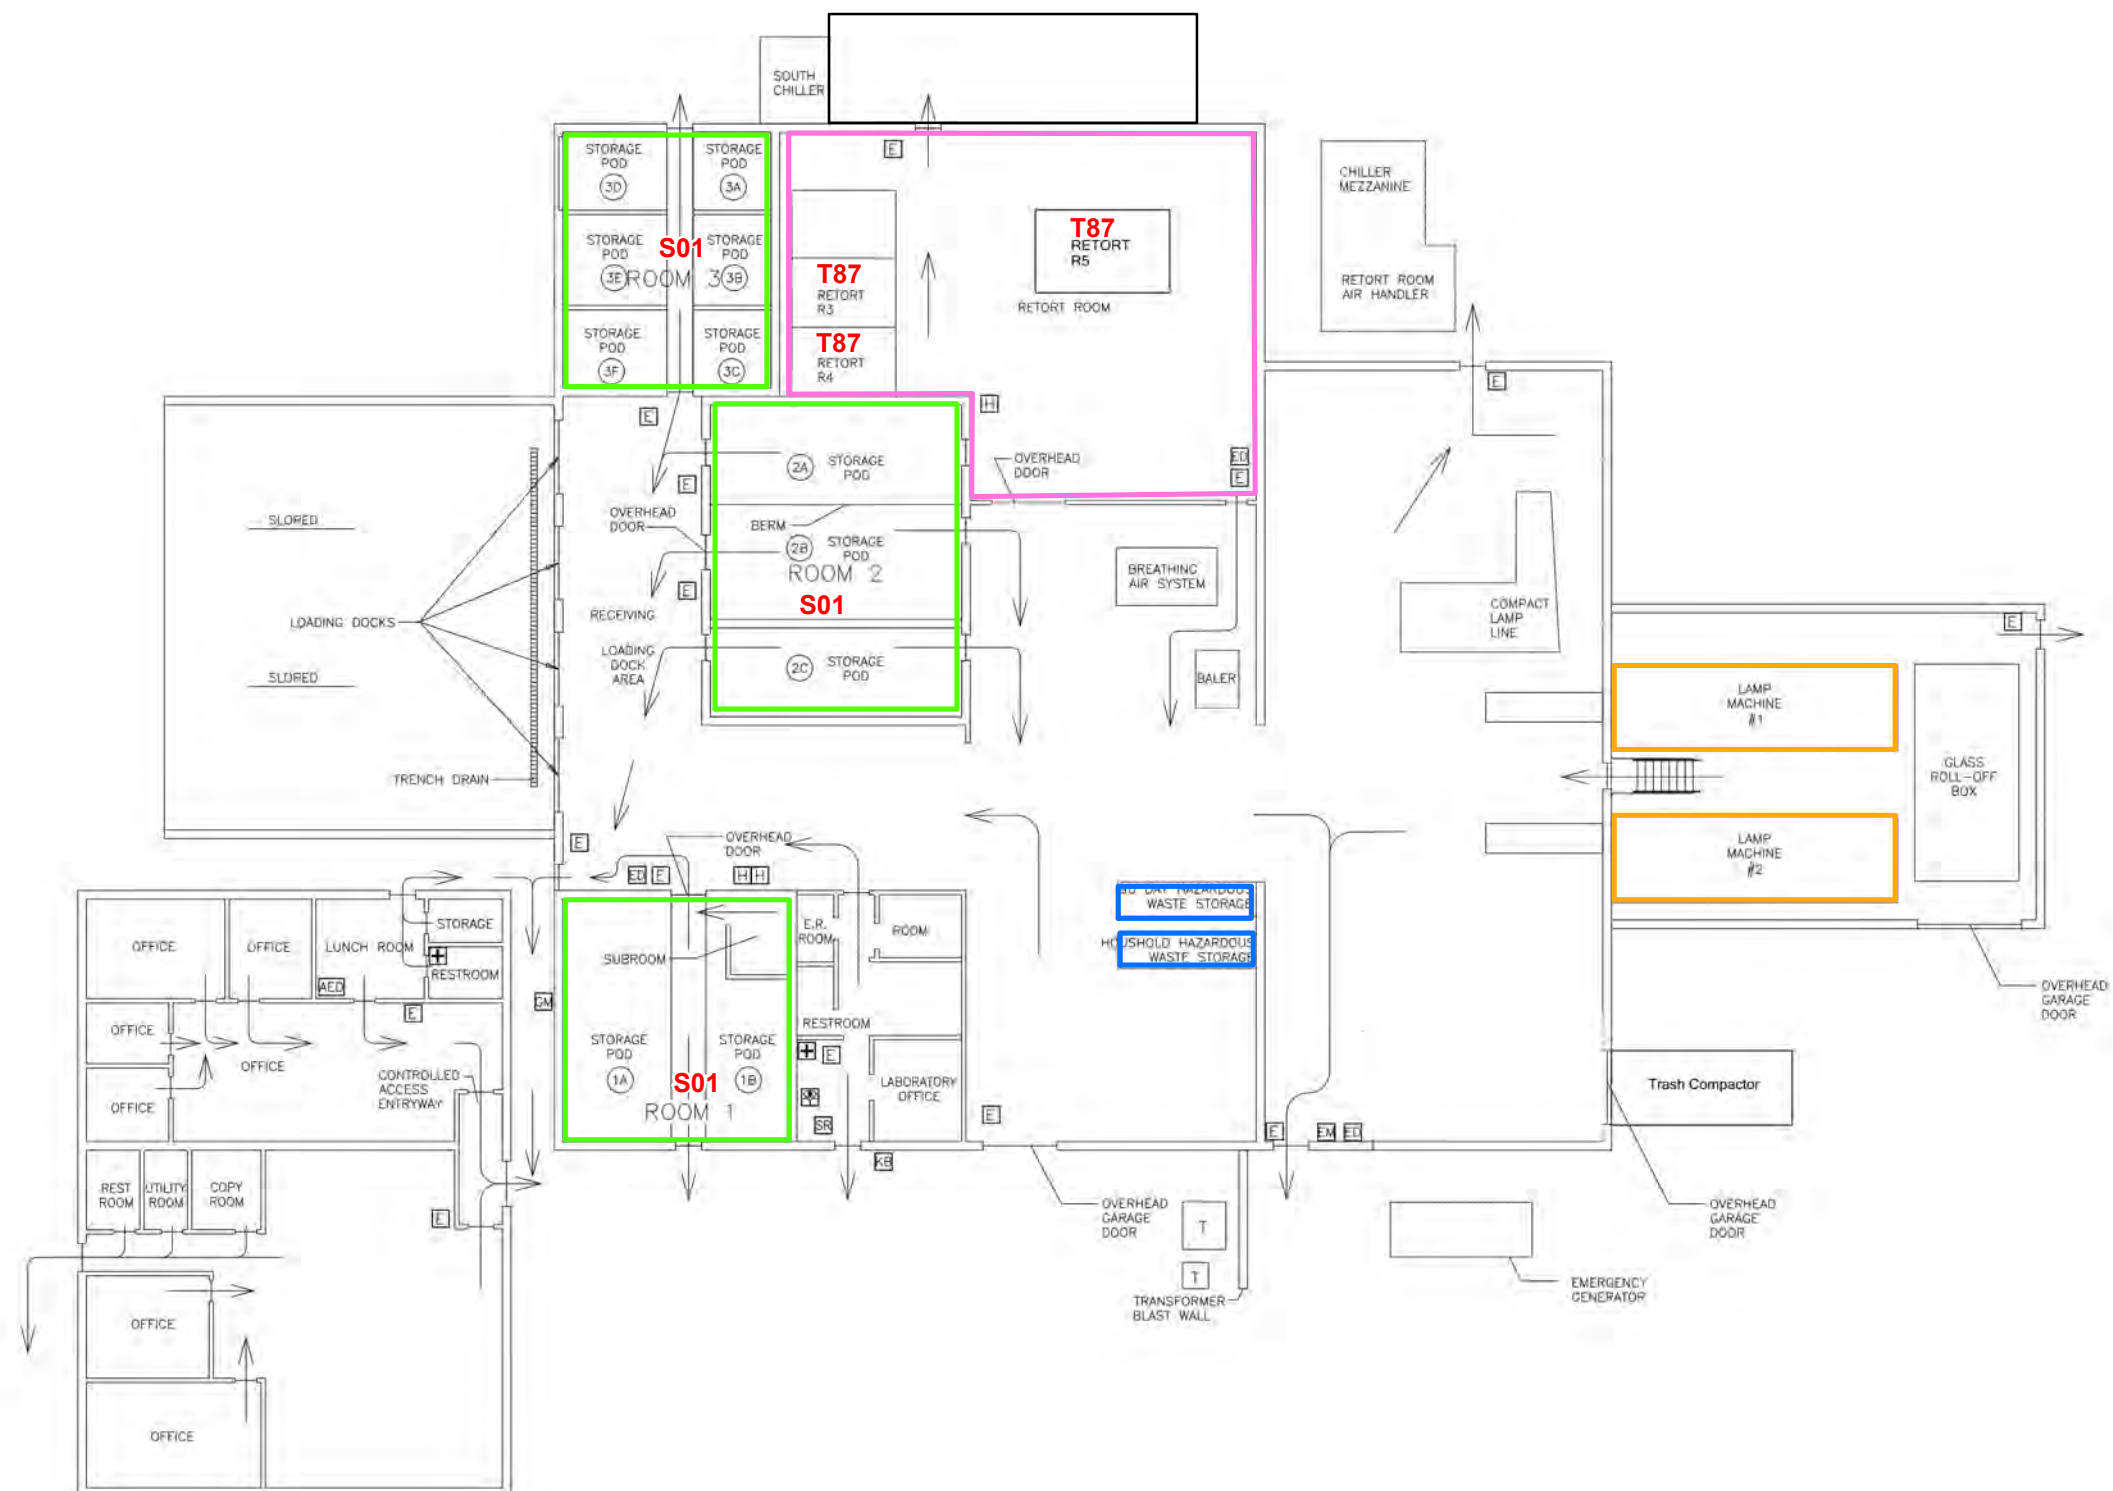 SOUTH
CHILLER
STORAGE
POD
3D
STORAGE
POD
3A
E
CHILLER
MEZZANINE
STORAGE
POD
3E
S01
STORAGE
POD
3B
ROOM 3
T87
RETORT
R5
T87
RETORT
R3
RETORT ROOM
RETORT ROOM
AIR HANDLER
STORAGE
POD
3F
STORAGE
POD
3C
T87
RETORT
R4
E
E
H
2A
STORAGE
POD
OVERHEAD
DOOR
ED
E
E
SLOPED
OVERHEAD
DOOR
BERM
2B
STORAGE
POD
ROOM 2
S01
E
BREATHING
AIR SYSTEM
COMPACT
LAMP
LINE
RECEIVING
LOADING DOCKS
LOADING
DOCK
AREA
2C
STORAGE
POD
BALER
E
SLOPED
LAMP
MACHINE
#1
TRENCH DRAIN
GLASS
ROLL-OFF
BOX
E
OVERHEAD
DOOR
LAMP
MACHINE
#2
ED
E
H
H
WASTE STORAGE
HOUSHOLD HAZARDOUS
WASTE STORAGE
OFFICE
OFFICE
LUNCH ROOM
STORAGE
RESTROOM
AED
E
GM
SUBROOM
E.R.
ROOM
ROOM
RESTROOM
OVERHEAD
GARAGE
DOOR
OFFICE
OFFICE
OFFICE
CONTROLLED
ACCESS
ENTRYWAY
STORAGE
POD
1A
S01
STORAGE
POD
1B
ROOM 1
E
SR
LABORATORY
OFFICE
KB
E
E
EM
ED
Trash Compactor
REST
ROOM
UTILITY
ROOM
COPY
ROOM
E
OVERHEAD
GARAGE
DOOR
T
T
TRANSFORMER
BLAST WALL
OVERHEAD
GARAGE
DOOR
EMERGENCY
GENERATOR
OFFICE
OFFICE